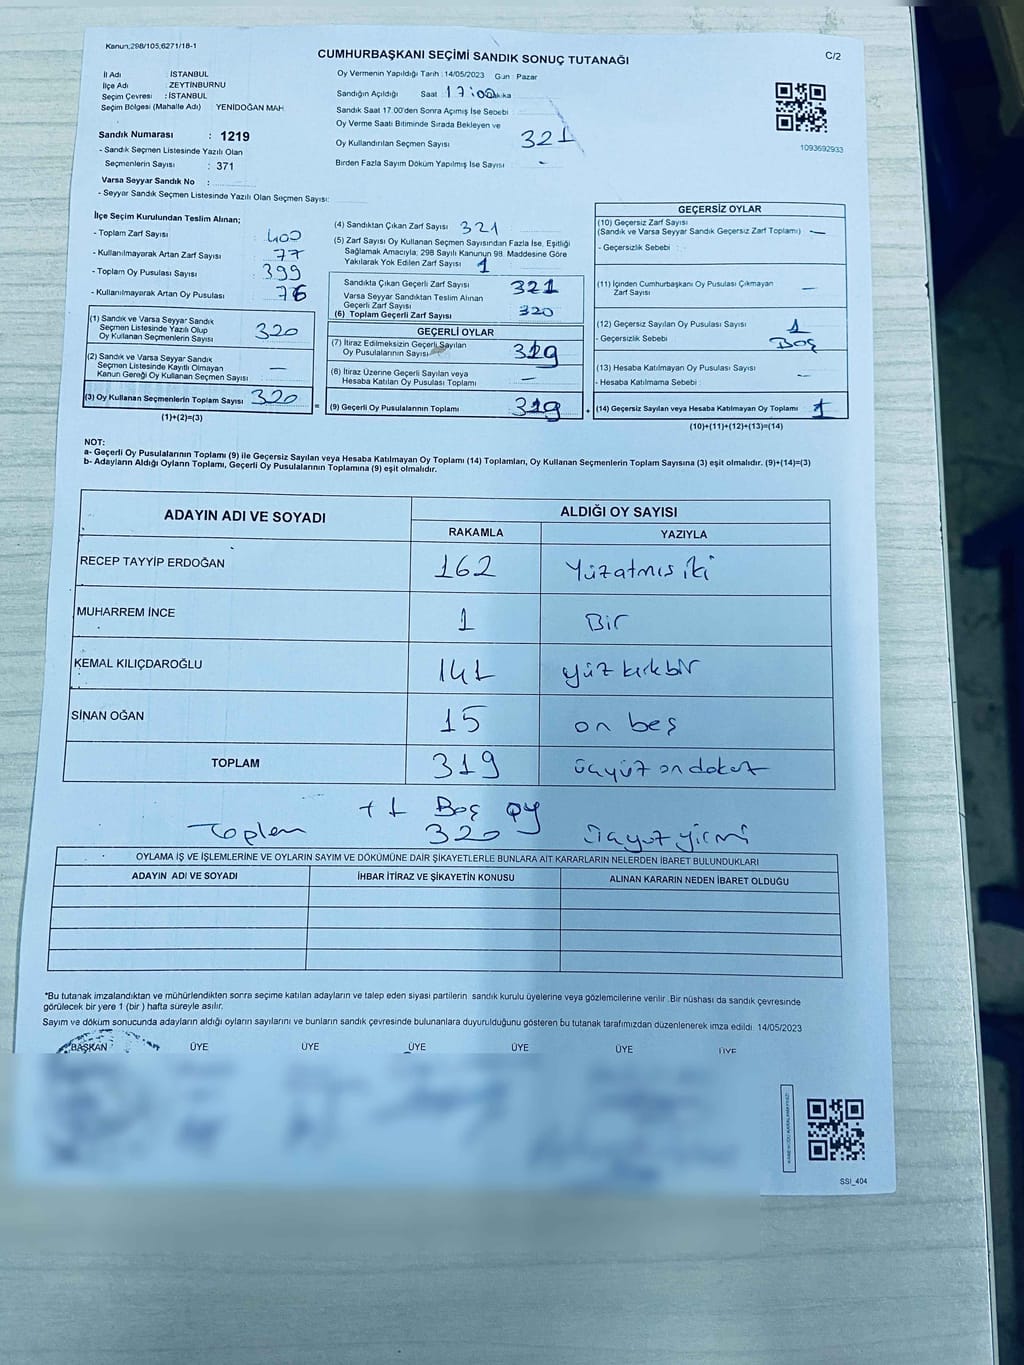 Kanun,298/105,6271/18-1
CUMHURBAŞKANI SEÇİMİ SANDIK SONUÇ TUTANAĞI
C/2
İl Adı : İSTANBUL
İlçe Adı : ZEYTİNBURNU
Seçim Çevresi : İSTANBUL
Seçim Bölgesi (Mahalle Adı) YENİDOĞAN MAH
Sandık Numarası : 1219
- Sandık Seçmen Listesinde Yazılı Olan
Seçmenlerin Sayısı : 371
Varsa Seyyar Sandık No :
- Seyyar Sandık Seçmen Listesinde Yazılı Olan Seçmen Sayısı:
Oy Vermenin Yapıldığı Tarih : 14/05/2023 Gun : Pazar
Sandığın Açıldığı Saat : 17:00 Dakika
Sandık Saat 17.00'den Sonra Açımış İse Sebebi :
Oy Verme Saati Bitiminde Sırada Bekleyen ve
Oy Kullandırılan Seçmen Sayısı 321
Birden Fazla Sayım Döküm Yapılmış İse Sayısı -
1093692933
İlçe Seçim Kurulundan Teslim Alınan;
- Toplam Zarf Sayısı : 400
- Kullanılmayarak Artan Zarf Sayısı : 77
- Toplam Oy Pusulası Sayısı : 399
- Kullanılmayarak Artan Oy Pusulası : 76
(1) Sandık ve Varsa Seyyar Sandık
Seçmen Listesinde Yazılı Olup
Oy Kullanan Seçmenlerin Sayısı 320
(2) Sandık ve Varsa Seyyar Sandık
Seçmen Listesinde Kayıtlı Olmayan
Kanun Gereği Oy Kullanan Seçmen Sayısı —
(3) Oy Kullanan Seçmenlerin Toplam Sayısı 320
(1)+(2)=(3)
(4) Sandıktan Çıkan Zarf Sayısı 321
(5) Zarf Sayısı Oy Kullanan Seçmen Sayısından Fazla İse, Eşitliği
Sağlamak Amacıyla; 298 Sayılı Kanunun 98. Maddesine Göre
Yakılarak Yok Edilen Zarf Sayısı 1
Sandıkta Çıkan Geçerli Zarf Sayısı 321
Varsa Seyyar Sandıktan Teslim Alınan
Geçerli Zarf Sayısı
(6) Toplam Geçerli Zarf Sayısı 320
GEÇERLİ OYLAR
(7) İtiraz Edilmeksizin Geçerli Sayılan
Oy Pusulalarının Sayısı 319
(8) İtiraz Üzerine Geçerli Sayılan veya
Hesaba Katılan Oy Pusulası Toplamı —
(9) Geçerli Oy Pusulalarının Toplamı 319
GEÇERSİZ OYLAR
(10) Geçersiz Zarf Sayısı
(Sandık ve Varsa Seyyar Sandık Geçersiz Zarf Toplamı) —
- Geçersizlik Sebebi :
(11) İçinden Cumhurbaşkanı Oy Pusulası Çıkmayan
Zarf Sayısı —
(12) Geçersiz Sayılan Oy Pusulası Sayısı 1
- Geçersizlik Sebebi : Boş
(13) Hesaba Katılmayan Oy Pusulası Sayısı —
- Hesaba Katılmama Sebebi :
(14) Geçersiz Sayılan veya Hesaba Katılmayan Oy Toplamı 1
(10)+(11)+(12)+(13)=(14)
NOT:
a- Geçerli Oy Pusulalarının Toplamı (9) ile Geçersiz Sayılan veya Hesaba Katılmayan Oy Toplamı (14) Toplamları, Oy Kullanan Seçmenlerin Toplam Sayısına (3) eşit olmalıdır. (9)+(14)=(3)
b- Adayların Aldığı Oyların Toplamı, Geçerli Oy Pusulalarının Toplamına (9) eşit olmalıdır.
ADAYIN ADI VE SOYADI ALDIĞI OY SAYISI
RAKAMLA YAZIYLA
RECEP TAYYİP ERDOĞAN 162 Yüzatmış iki
MUHARREM İNCE 1 Bir
KEMAL KILIÇDAROĞLU 141 yüz kırkbir
SİNAN OĞAN 15 on beş
TOPLAM 319 üçyüz on dokuz
+1 Boş oy
Toplam 320 üçyüz yirmi
OYLAMA İŞ VE İŞLEMLERİNE VE OYLARIN SAYIM VE DÖKÜMÜNE DAİR ŞİKAYETLERLE BUNLARA AİT KARARLARIN NELERDEN İBARET BULUNDUKLARI
ADAYIN ADI VE SOYADI İHBAR İTİRAZ VE ŞİKAYETİN KONUSU ALINAN KARARIN NEDEN İBARET OLDUĞU
*Bu tutanak imzalandıktan ve mühürlendikten sonra seçime katılan adayların ve talep eden siyasi partilerin sandık kurulu üyelerine veya gözlemcilerine verilir. Bir nüshası da sandık çevresinde
görülecek bir yere 1 (bir ) hafta süreyle asılır.
Sayım ve döküm sonucunda adayların aldığı oyların sayılarını ve bunların sandık çevresinde bulunanlara duyurulduğunu gösteren bu tutanak tarafımızdan düzenlenerek imza edildi. 14/05/2023
BAŞKAN ÜYE ÜYE ÜYE ÜYE ÜYE ÜYE
SSI_404